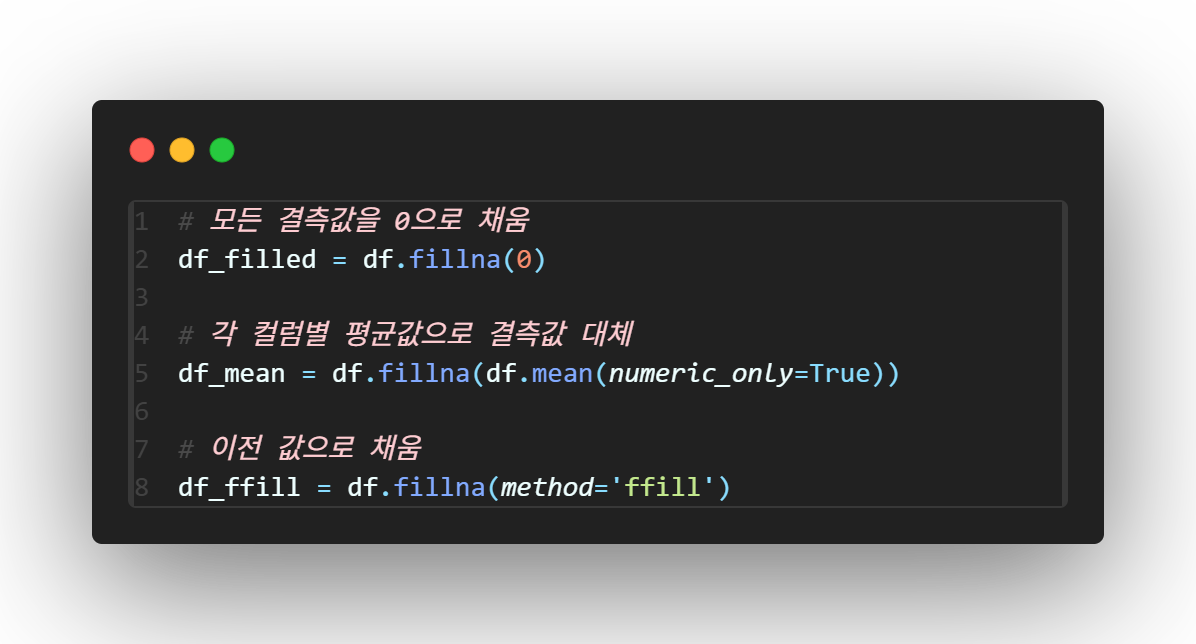 1 # 모든 결측값을 0으로 채움
2 df_filled = df.fillna(0)
3
4 # 각 컬럼별 평균값으로 결측값 대체
5 df_mean = df.fillna(df.mean(numeric_only=True))
6
7 # 이전 값으로 채움
8 df_ffill = df.fillna(method='ffill')